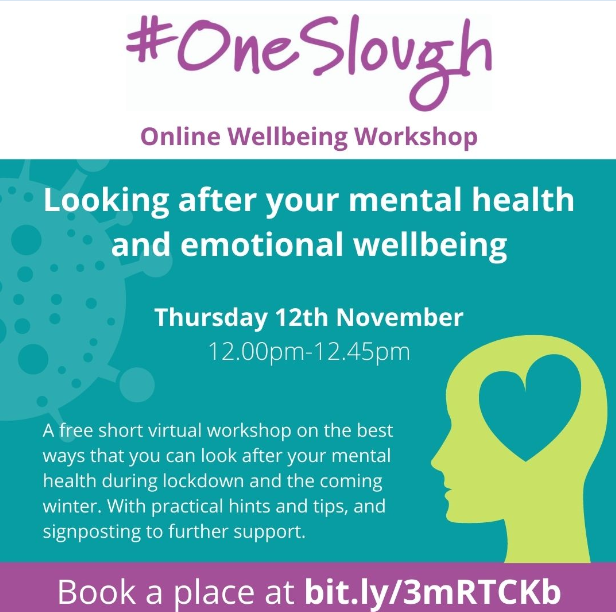 #OneSlough
Online Wellbeing Workshop
Looking after your mental health
and emotional wellbeing
Thursday 12th November
12.00pm-12.45pm
A free short virtual workshop on the best
ways that you can look after your mental
health during lockdown and the coming
winter. With practical hints and tips, and
signposting to further support.
Book a place at bit.ly/3mRTCKb